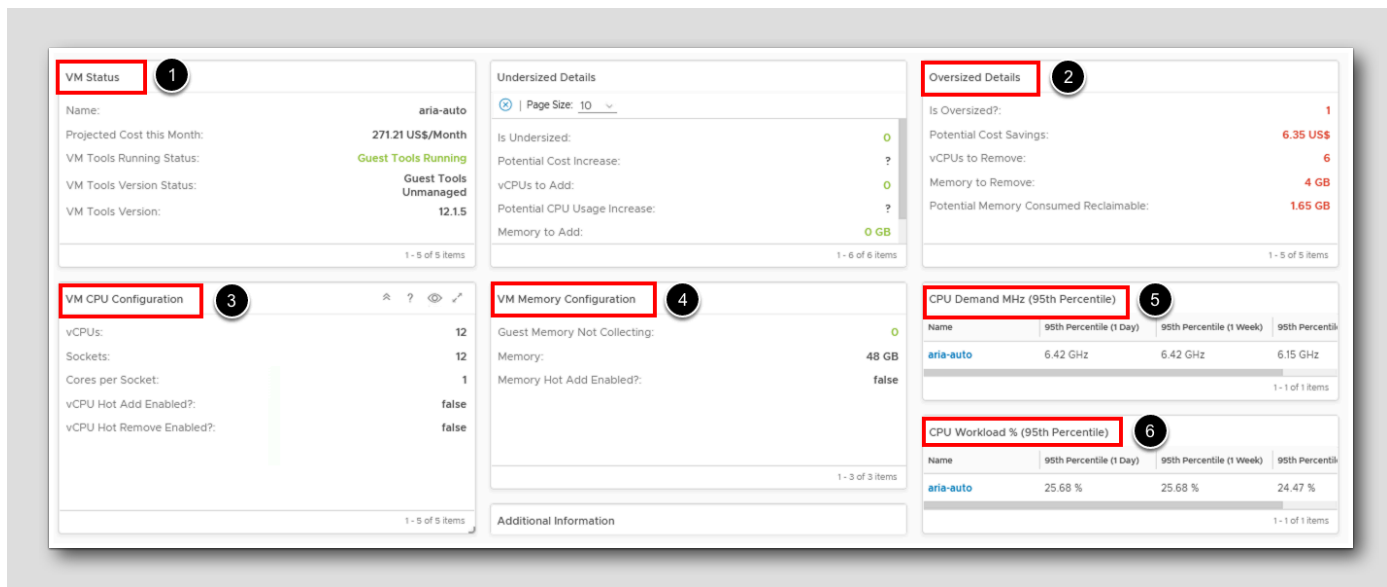 VM Status
1
Name: aria-auto
Projected Cost this Month: 271.21 US$/Month
VM Tools Running Status: Guest Tools Running
VM Tools Version Status: Guest Tools
Unmanaged
VM Tools Version: 12.1.5
1 - 5 of 5 items
Undersized Details
| Page Size: 10
Is Undersized: 0
Potential Cost Increase: ?
vCPUs to Add: 0
Potential CPU Usage Increase: ?
Memory to Add: 0 GB
1 - 6 of 6 items
Oversized Details
2
Is Oversized?: 1
Potential Cost Savings: 6.35 US$
vCPUs to Remove: 6
Memory to Remove: 4 GB
Potential Memory Consumed Reclaimable: 1.65 GB
1 - 5 of 5 items
VM CPU Configuration
3
?
vCPUs: 12
Sockets: 12
Cores per Socket: 1
vCPU Hot Add Enabled?: false
vCPU Hot Remove Enabled?: false
1 - 5 of 5 items
VM Memory Configuration
4
Guest Memory Not Collecting: 0
Memory: 48 GB
Memory Hot Add Enabled?: false
1 - 3 of 3 items
Additional Information
CPU Demand MHz (95th Percentile)
5
Name 95th Percentile (1 Day) 95th Percentile (1 Week) 95th Percentil
aria-auto 6.42 GHz 6.42 GHz 6.15 GHz
1 - 1 of 1 items
CPU Workload % (95th Percentile)
6
Name 95th Percentile (1 Day) 95th Percentile (1 Week) 95th Percentil
aria-auto 25.68 % 25.68 % 24.47 %
1 - 1 of 1 items